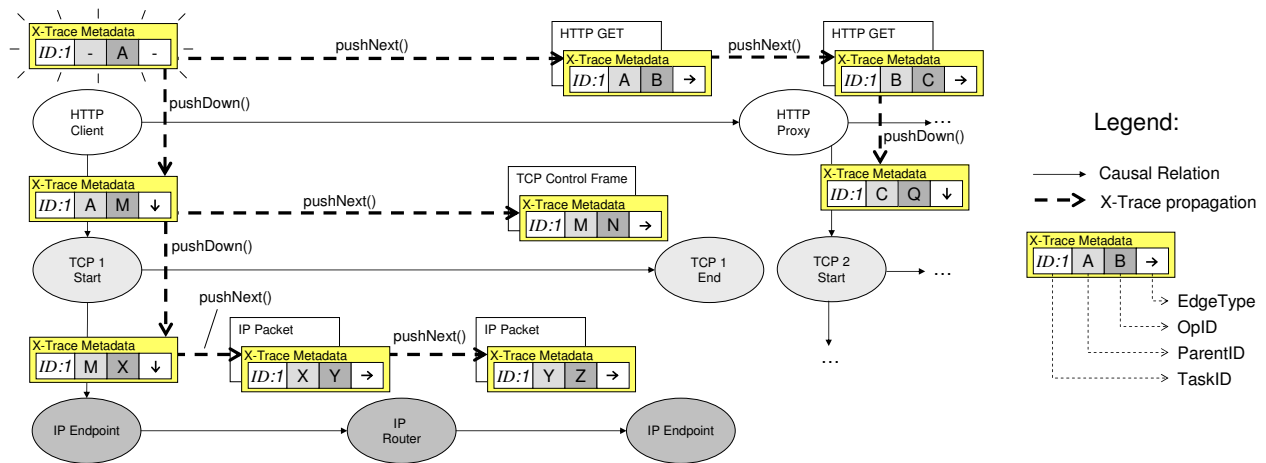 X-Trace Metadata
ID:1 - A -
pushNext()
HTTP GET
X-Trace Metadata
ID:1 A B →
pushNext()
HTTP GET
X-Trace Metadata
ID:1 B C →
pushDown()
HTTP
Client
HTTP
Proxy
...
pushDown()
Legend:
Causal Relation
X-Trace propagation
X-Trace Metadata
ID:1 A M ↓
pushNext()
TCP Control Frame
X-Trace Metadata
ID:1 M N →
X-Trace Metadata
ID:1 C Q ↓
pushDown()
TCP 1
Start
TCP 1
End
TCP 2
Start
...
...
X-Trace Metadata
ID:1 A B →
EdgeType
OpID
ParentID
TaskID
pushNext()
X-Trace Metadata
ID:1 M X ↓
IP Packet
X-Trace Metadata
ID:1 X Y →
pushNext()
IP Packet
X-Trace Metadata
ID:1 Y Z →
IP Endpoint
IP
Router
IP Endpoint